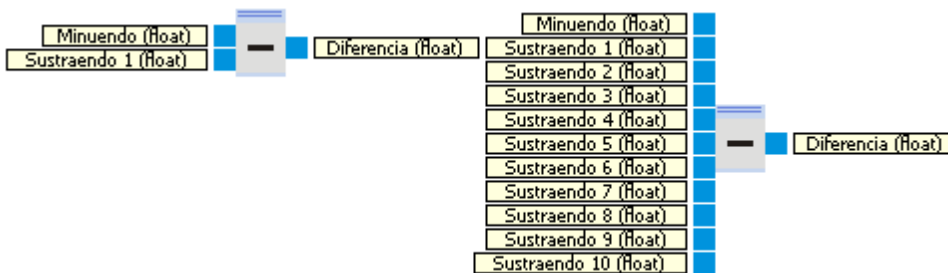 Minuendo (float)
Sustraendo 1 (float)
Diferencia (float)
Minuendo (float)
Sustraendo 1 (float)
Sustraendo 2 (float)
Sustraendo 3 (float)
Sustraendo 4 (float)
Sustraendo 5 (float)
Sustraendo 6 (float)
Sustraendo 7 (float)
Sustraendo 8 (float)
Sustraendo 9 (float)
Sustraendo 10 (float)
Diferencia (float)